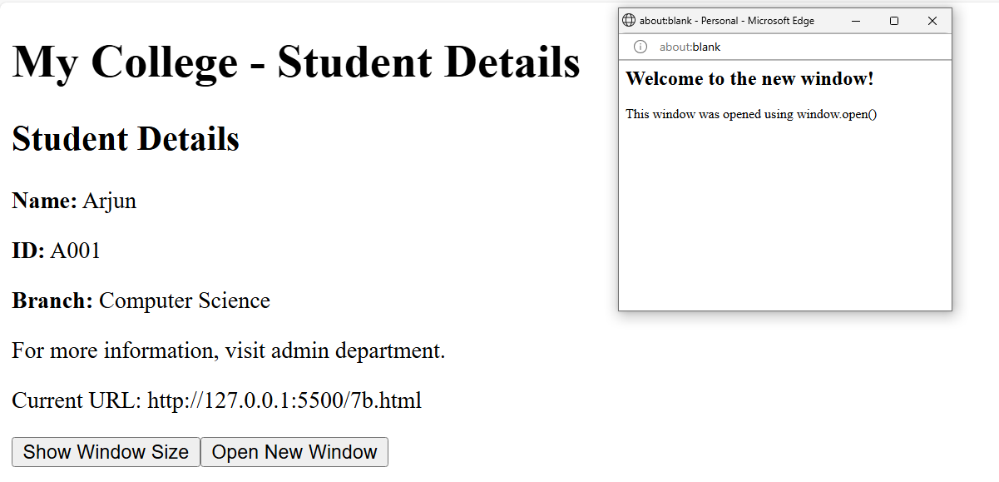 My College - Student Details
Student Details
Name: Arjun
ID: A001
Branch: Computer Science
For more information, visit admin department.
Current URL: http://127.0.0.1:5500/7b.html
Show Window Size Open New Window
about:blank - Personal - Microsoft Edge
about:blank
Welcome to the new window!
This window was opened using window.open()